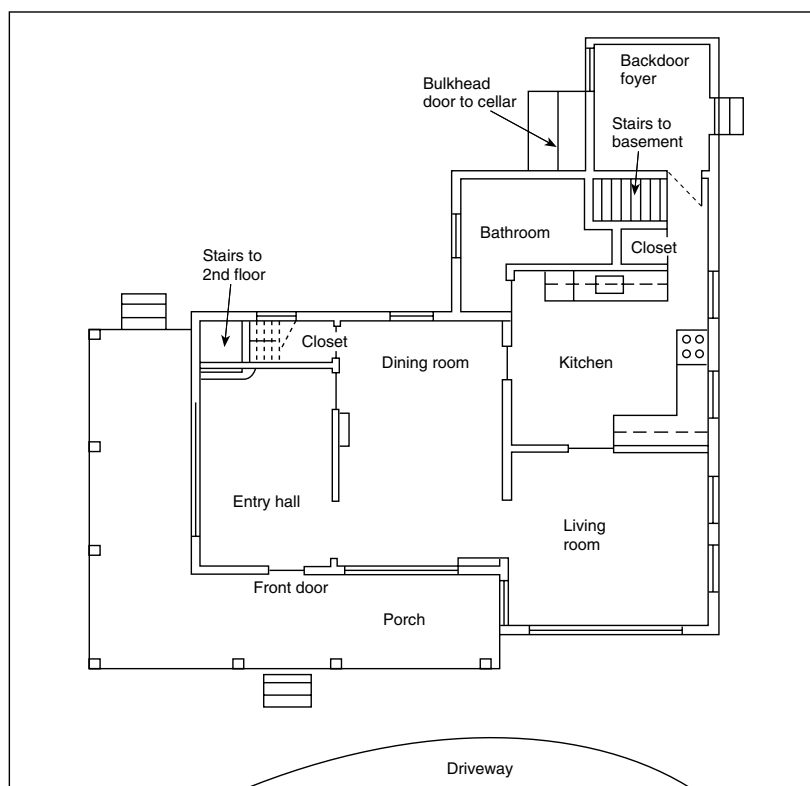 Backdoor
foyer
Bulkhead
door to cellar
Stairs to
basement
Bathroom
Closet
Stairs to
2nd floor
Closet
Dining room
Kitchen
Entry hall
Living
room
Front door
Porch
Driveway